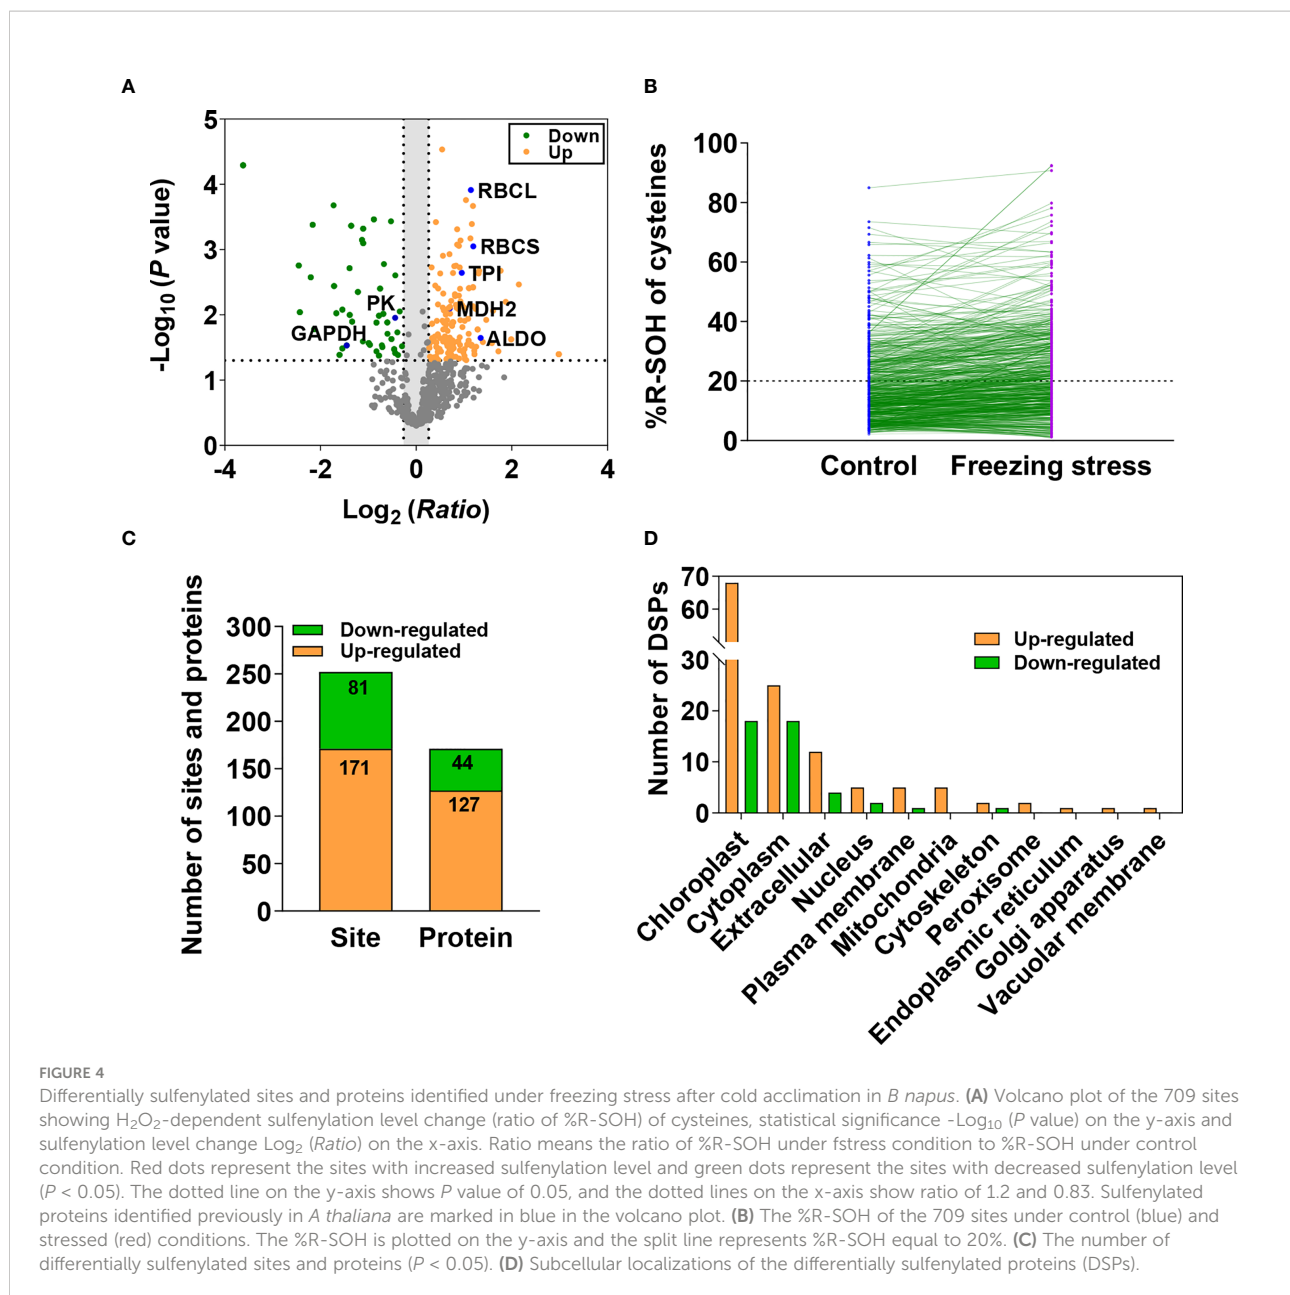 A
5
4
3
2
1
0
-4
-2
0
2
4
-Log10 (P value)
Log2 (Ratio)
Down
Up
RBCL
RBCS
TPI
PK
MDH2
GAPDH
ALDO
B
100
80
60
40
20
0
%R-SOH of cysteines
Control
Freezing stress
C
Number of sites and proteins
300
250
200
150
100
50
0
Down-regulated
Up-regulated
81
171
44
127
Site
Protein
D
Number of DSPs
70
60
30
20
10
0
Up-regulated
Down-regulated
Chloroplast
Cytoplasm
Extracellular
Nucleus
Plasma membrane
Mitochondria
Cytoskeleton
Peroxisome
Endoplasmic reticulum
Golgi apparatus
Vacuolar membrane
FIGURE 4
Differentially sulfenylated sites and proteins identified under freezing stress after cold acclimation in B napus. (A) Volcano plot of the 709 sites
showing H2O2-dependent sulfenylation level change (ratio of %R-SOH) of cysteines, statistical significance -Log10 (P value) on the y-axis and
sulfenylation level change Log2 (Ratio) on the x-axis. Ratio means the ratio of %R-SOH under fstress condition to %R-SOH under control
condition. Red dots represent the sites with increased sulfenylation level and green dots represent the sites with decreased sulfenylation level
(P < 0.05). The dotted line on the y-axis shows P value of 0.05, and the dotted lines on the x-axis show ratio of 1.2 and 0.83. Sulfenylated
proteins identified previously in A thaliana are marked in blue in the volcano plot. (B) The %R-SOH of the 709 sites under control (blue) and
stressed (red) conditions. The %R-SOH is plotted on the y-axis and the split line represents %R-SOH equal to 20%. (C) The number of
differentially sulfenylated sites and proteins (P < 0.05). (D) Subcellular localizations of the differentially sulfenylated proteins (DSPs).